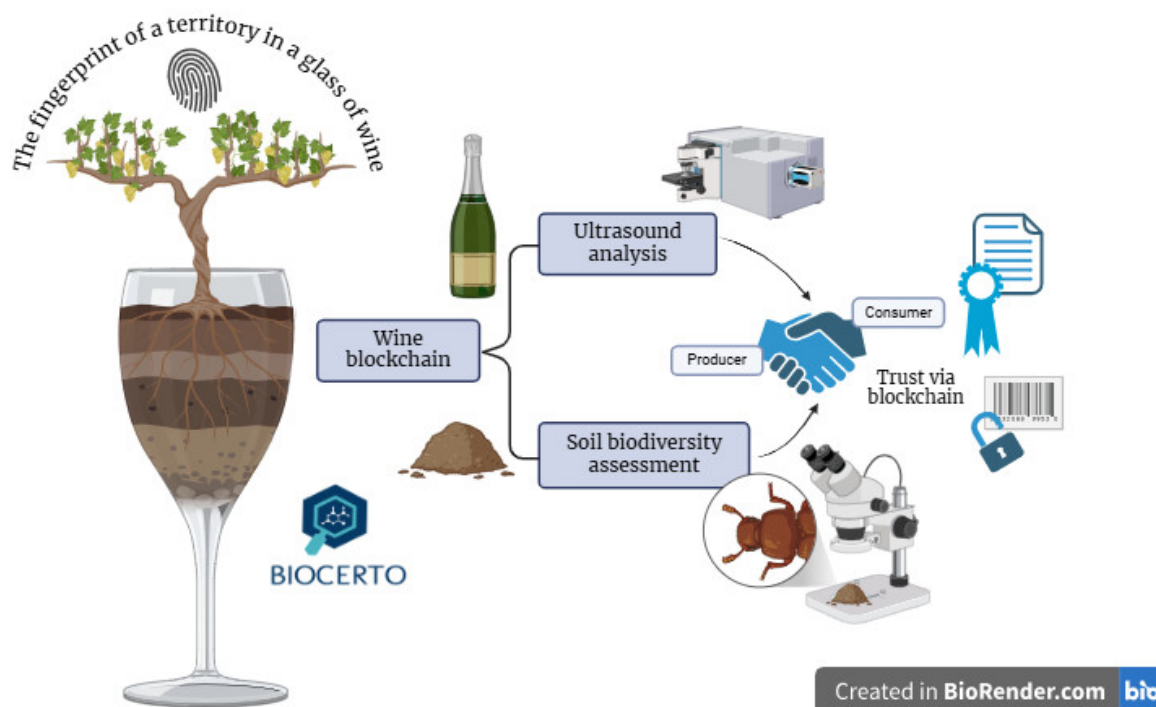 The fingerprint of a territory in a glass of wine
Ultrasound
analysis
Wine
blockchain
Consumer
Producer
Trust via
blockchain
Soil biodiversity
assessment
BIOCERTO
Created in BioRender.com
bio